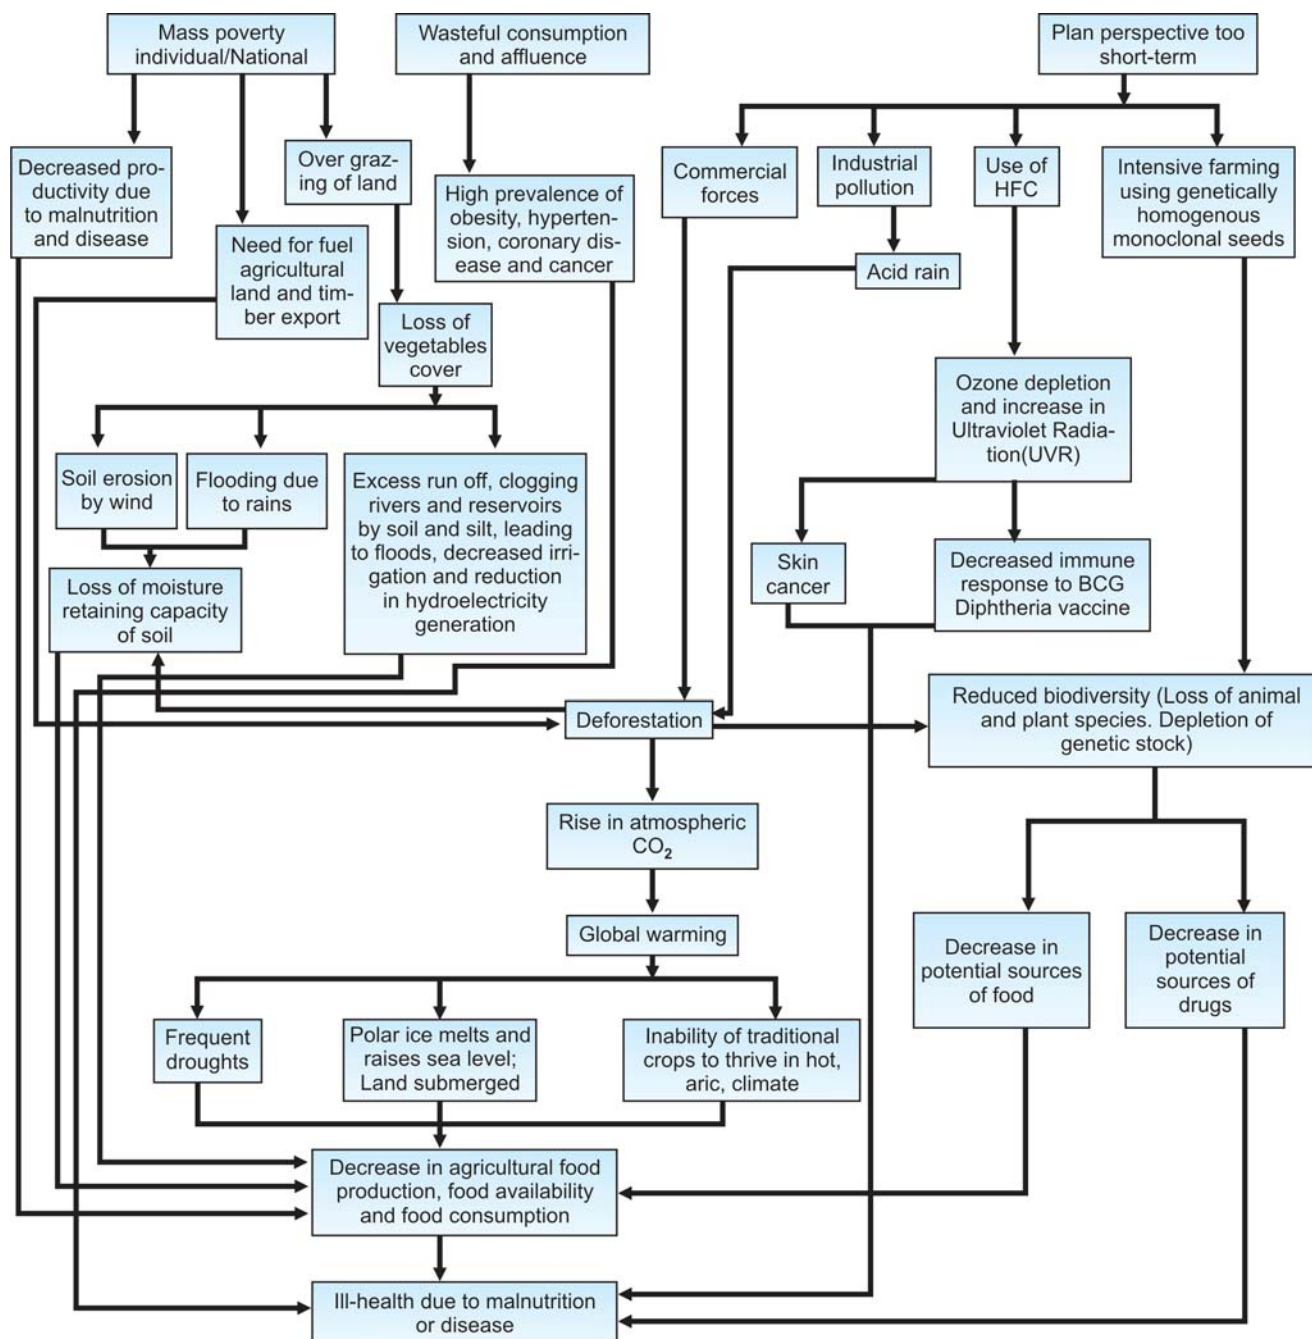 Mass poverty
individual/National
Wasteful consumption
and affluence
Plan perspective too
short-term
Decreased pro-
ductivity due
to malnutrition
and disease
Over graz-
ing of land
Commercial
forces
Industrial
pollution
Use of
HFC
Intensive farming
using genetically
homogenous
monoclonal seeds
High prevalence of
obesity, hyperten-
sion, coronary dis-
ease and cancer
Need for fuel
agricultural
land and tim-
ber export
Acid rain
Loss of
vegetables
cover
Ozone depletion
and increase in
Ultraviolet Radia-
tion(UVR)
Soil erosion
by wind
Flooding due
to rains
Excess run off, clogging
rivers and reservoirs
by soil and silt, leading
to floods, decreased irri-
gation and reduction
in hydroelectricity
generation
Skin
cancer
Decreased immune
response to BCG
Diphtheria vaccine
Loss of moisture
retaining capacity
of soil
Deforestation
Reduced biodiversity (Loss of animal
and plant species. Depletion of
genetic stock)
Rise in atmospheric
CO₂
Global warming
Decrease in
potential sources
of food
Decrease in
potential
sources of
drugs
Frequent
droughts
Polar ice melts and
raises sea level;
Land submerged
Inability of traditional
crops to thrive in hot,
aric, climate
Decrease in agricultural food
production, food availability
and food consumption
Ill-health due to malnutrition
or disease